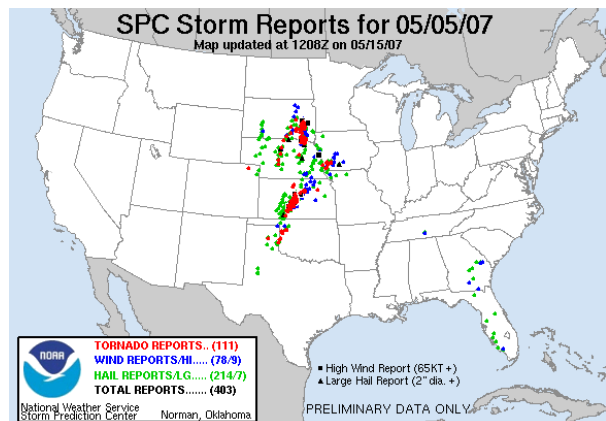 SPC Storm Reports for 05/05/07
Map updated at 1208Z on 05/15/07
NOAA
TORNADO REPORTS.. (111)
WIND REPORTS/HI..... (78/9)
HAIL REPORTS/LG..... (214/7)
TOTAL REPORTS....... (403)
National Weather Service
Storm Prediction Center Norman, Oklahoma
High Wind Report (65KT +)
Large Hail Report (2" dia. +)
PRELIMINARY DATA ONLY